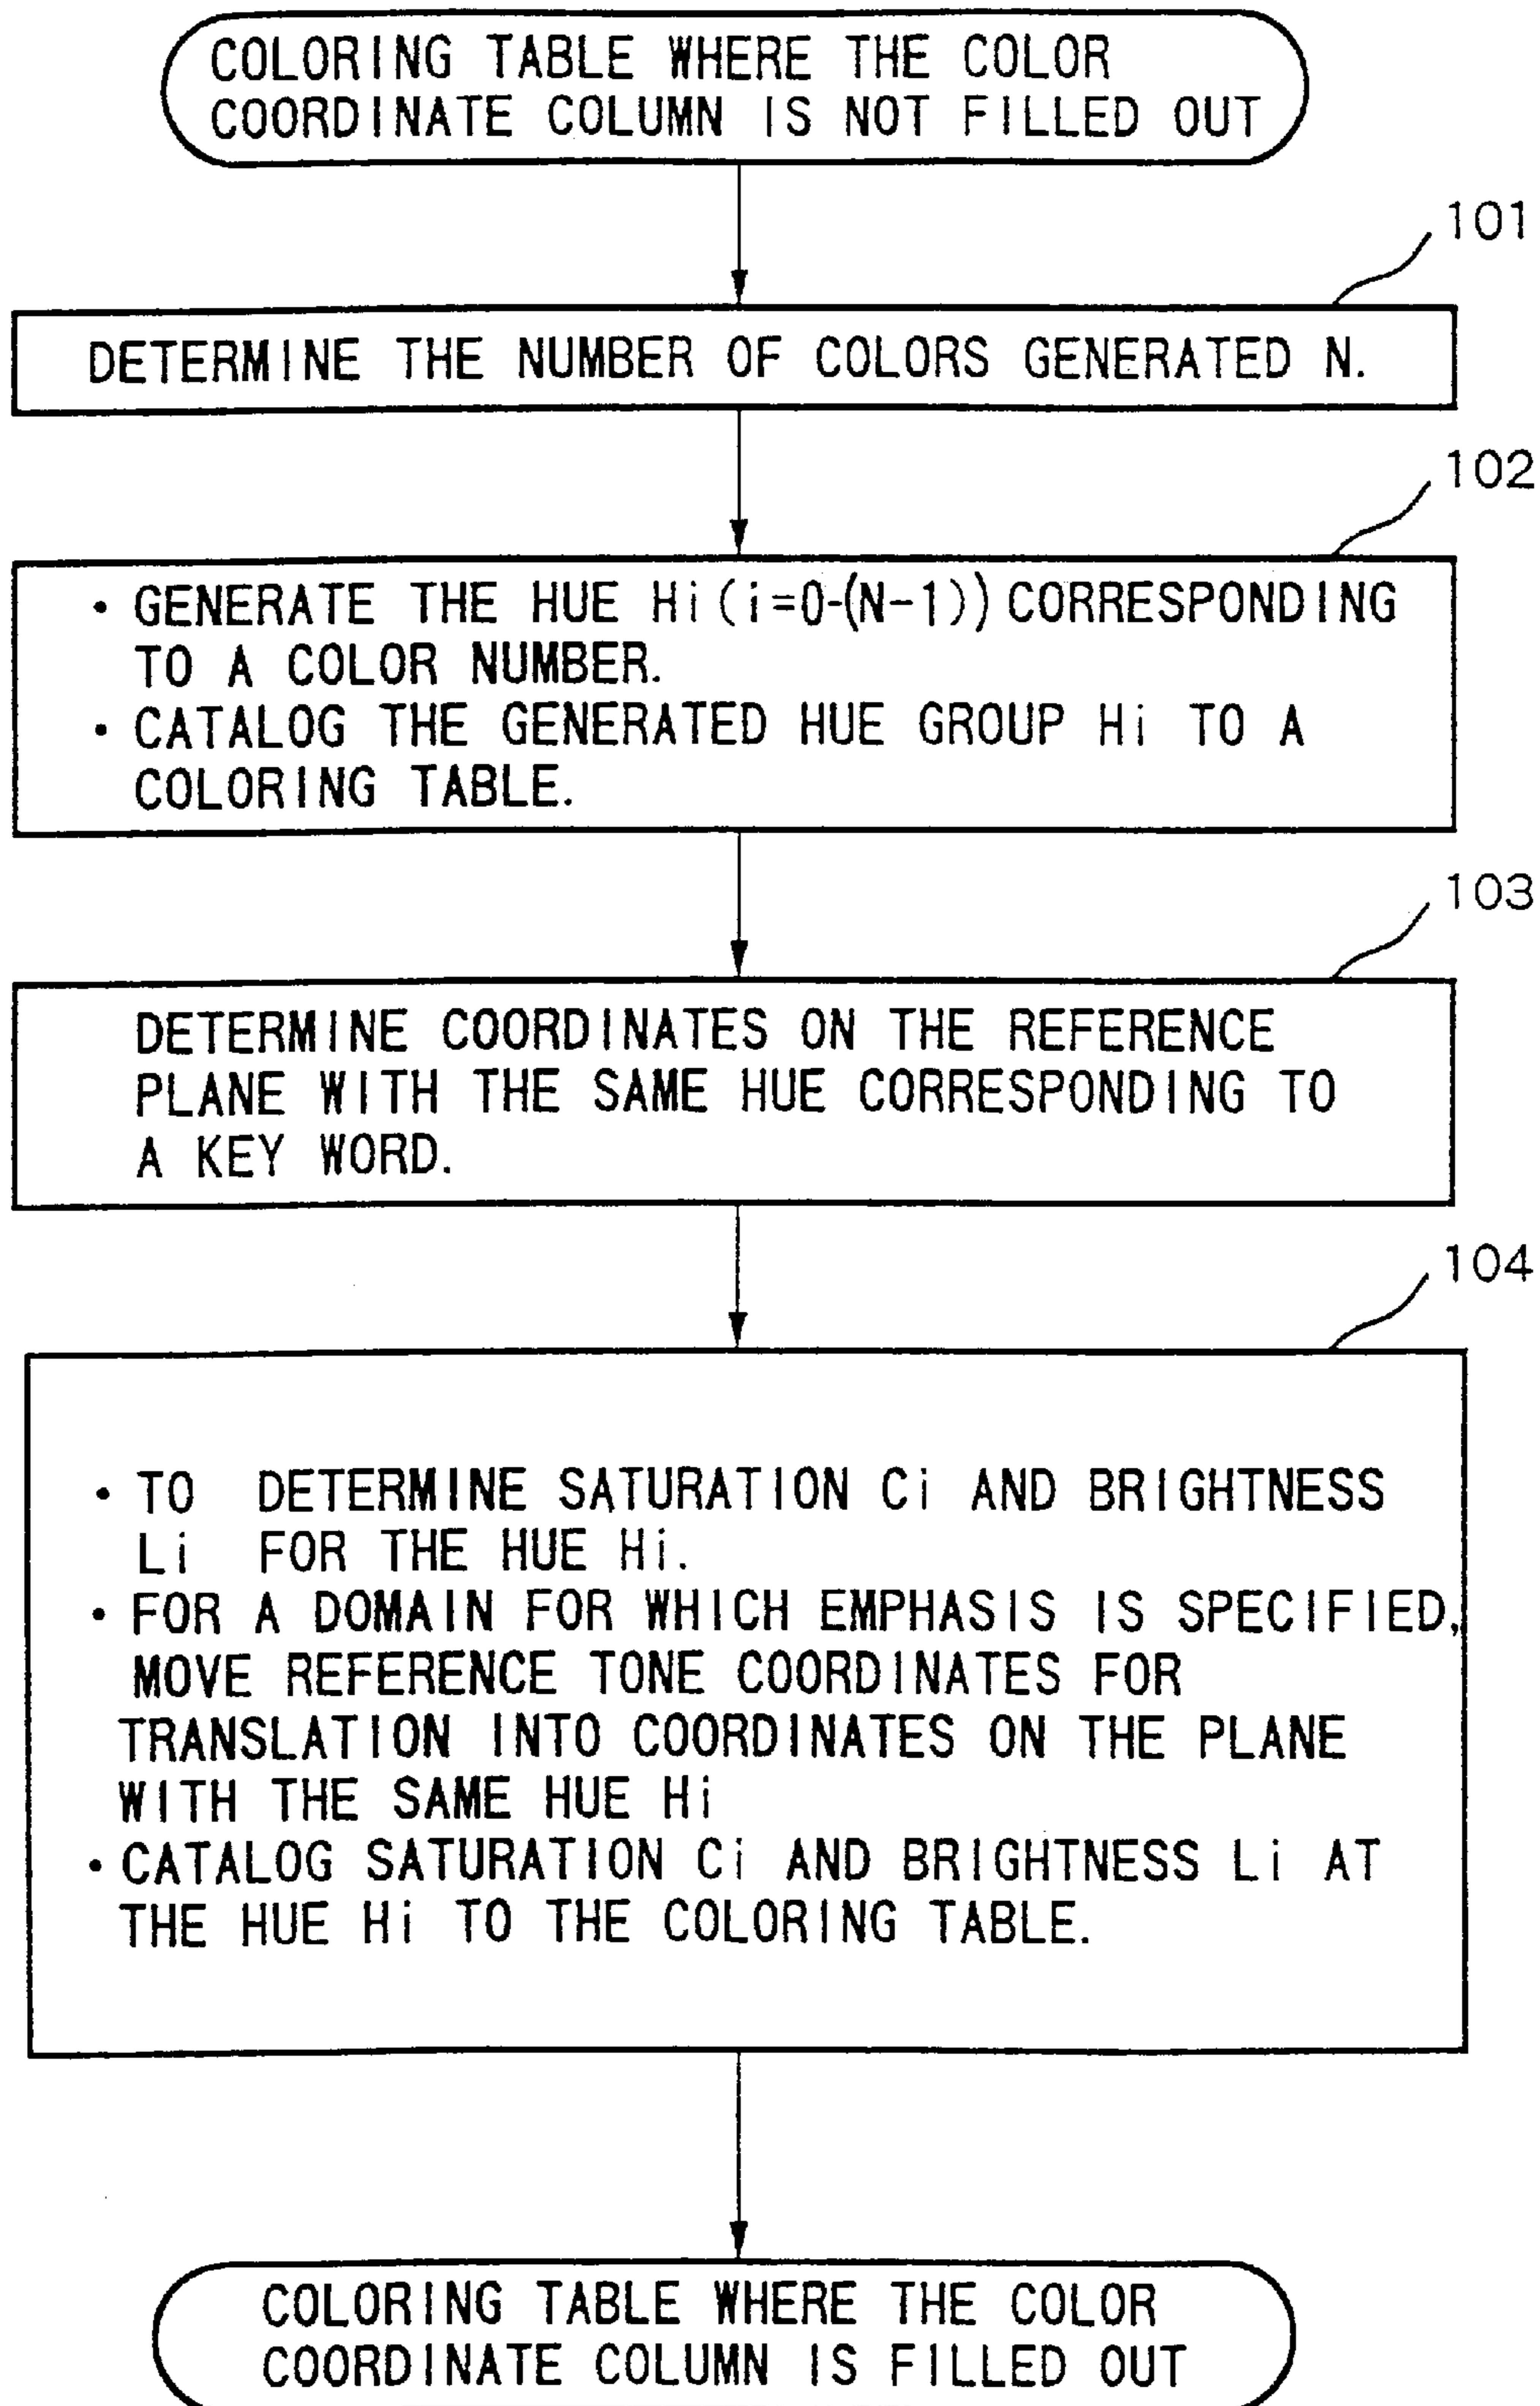 COLORING TABLE WHERE THE COLOR
COORDINATE COLUMN IS NOT FILLED OUT
101
DETERMINE THE NUMBER OF COLORS GENERATED N.
102
• GENERATE THE HUE Hi(i=0-(N-1))CORRESPONDING
TO A COLOR NUMBER.
• CATALOG THE GENERATED HUE GROUP Hi TO A
COLORING TABLE.
103
DETERMINE COORDINATES ON THE REFERENCE
PLANE WITH THE SAME HUE CORRESPONDING TO
A KEY WORD.
104
• TO DETERMINE SATURATION Ci AND BRIGHTNESS
Li FOR THE HUE Hi.
• FOR A DOMAIN FOR WHICH EMPHASIS IS SPECIFIED,
MOVE REFERENCE TONE COORDINATES FOR
TRANSLATION INTO COORDINATES ON THE PLANE
WITH THE SAME HUE Hi
• CATALOG SATURATION Ci AND BRIGHTNESS Li AT
THE HUE Hi TO THE COLORING TABLE.
COLORING TABLE WHERE THE COLOR
COORDINATE COLUMN IS FILLED OUT